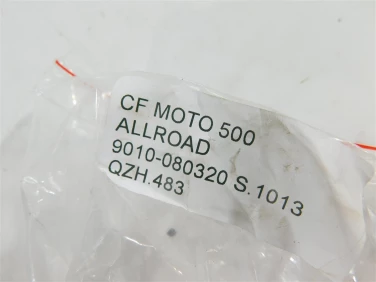 CF MOTO 500
ALLROAD
9010-080320 S.1013
QZH.483